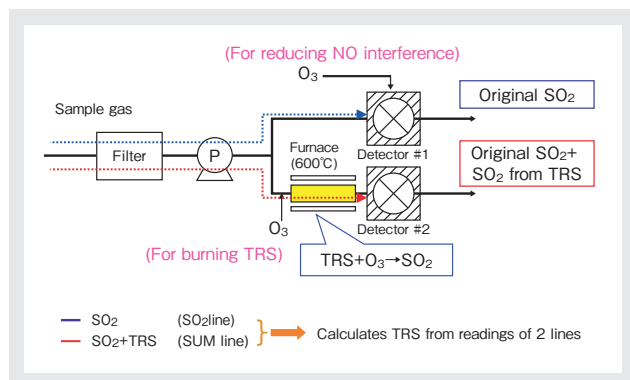 (For reducing NO interference)
O₃
Sample gas
Original SO₂
Filter
P
Furnace
(600℃)
Detector #1
Original SO₂+
SO₂ from TRS
O₃
Detector #2
(For burning TRS)
TRS+O₃→SO₂
SO₂ (SO₂line)
SO₂+TRS (SUM line)
Calculates TRS from readings of 2 lines